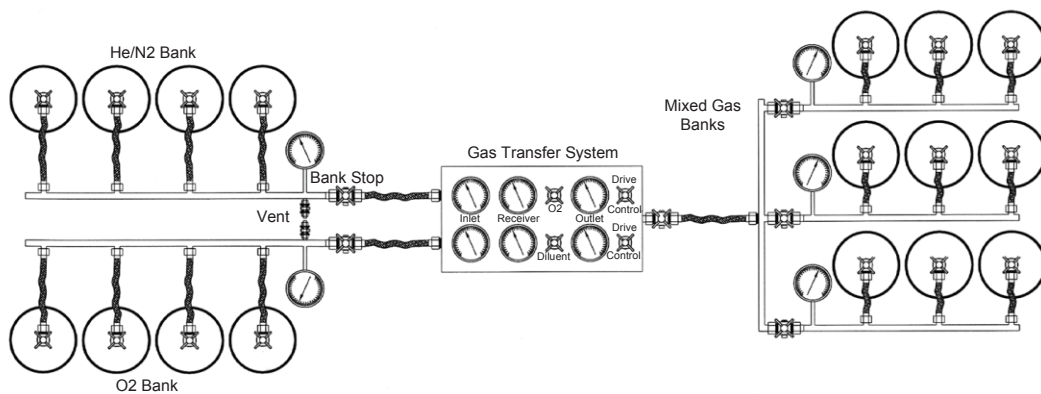 He/N2 Bank
Mixed Gas
Banks
Gas Transfer System
Bank Stop
Drive
Control
Inlet
Receiver
O2
Outlet
Vent
Drive
Control
Diluent
O2 Bank